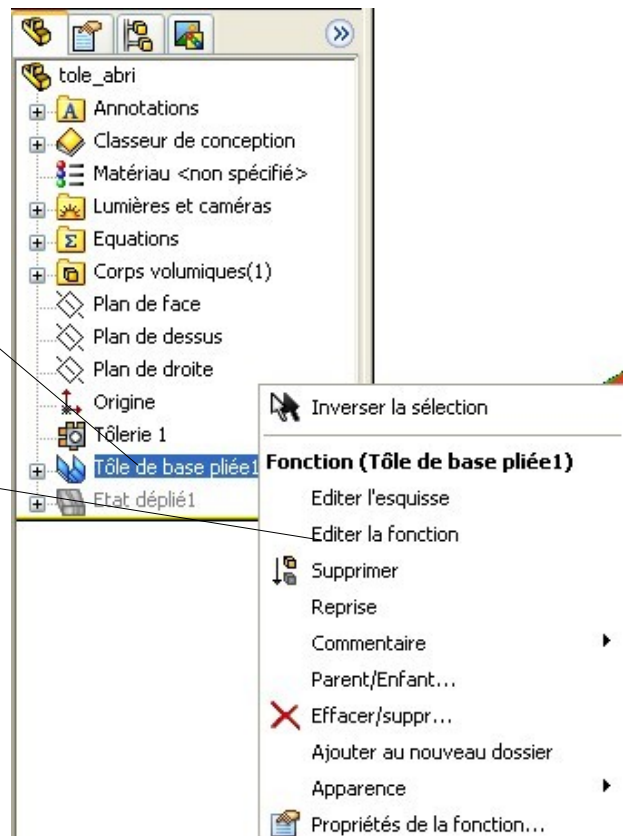 tole_abri
Annotations
Classeur de conception
Matériau <non spécifié>
Lumières et caméras
Equations
Corps volumiques(1)
Plan de face
Plan de dessus
Plan de droite
Origine
Tôlerie 1
Tôle de base pliée1
Etat déplié1
Inverser la sélection
Fonction (Tôle de base pliée1)
Editer l'esquisse
Editer la fonction
Supprimer
Reprise
Commentaire
Parent/Enfant...
Effacer/suppr...
Ajouter au nouveau dossier
Apparence
Propriétés de la fonction...